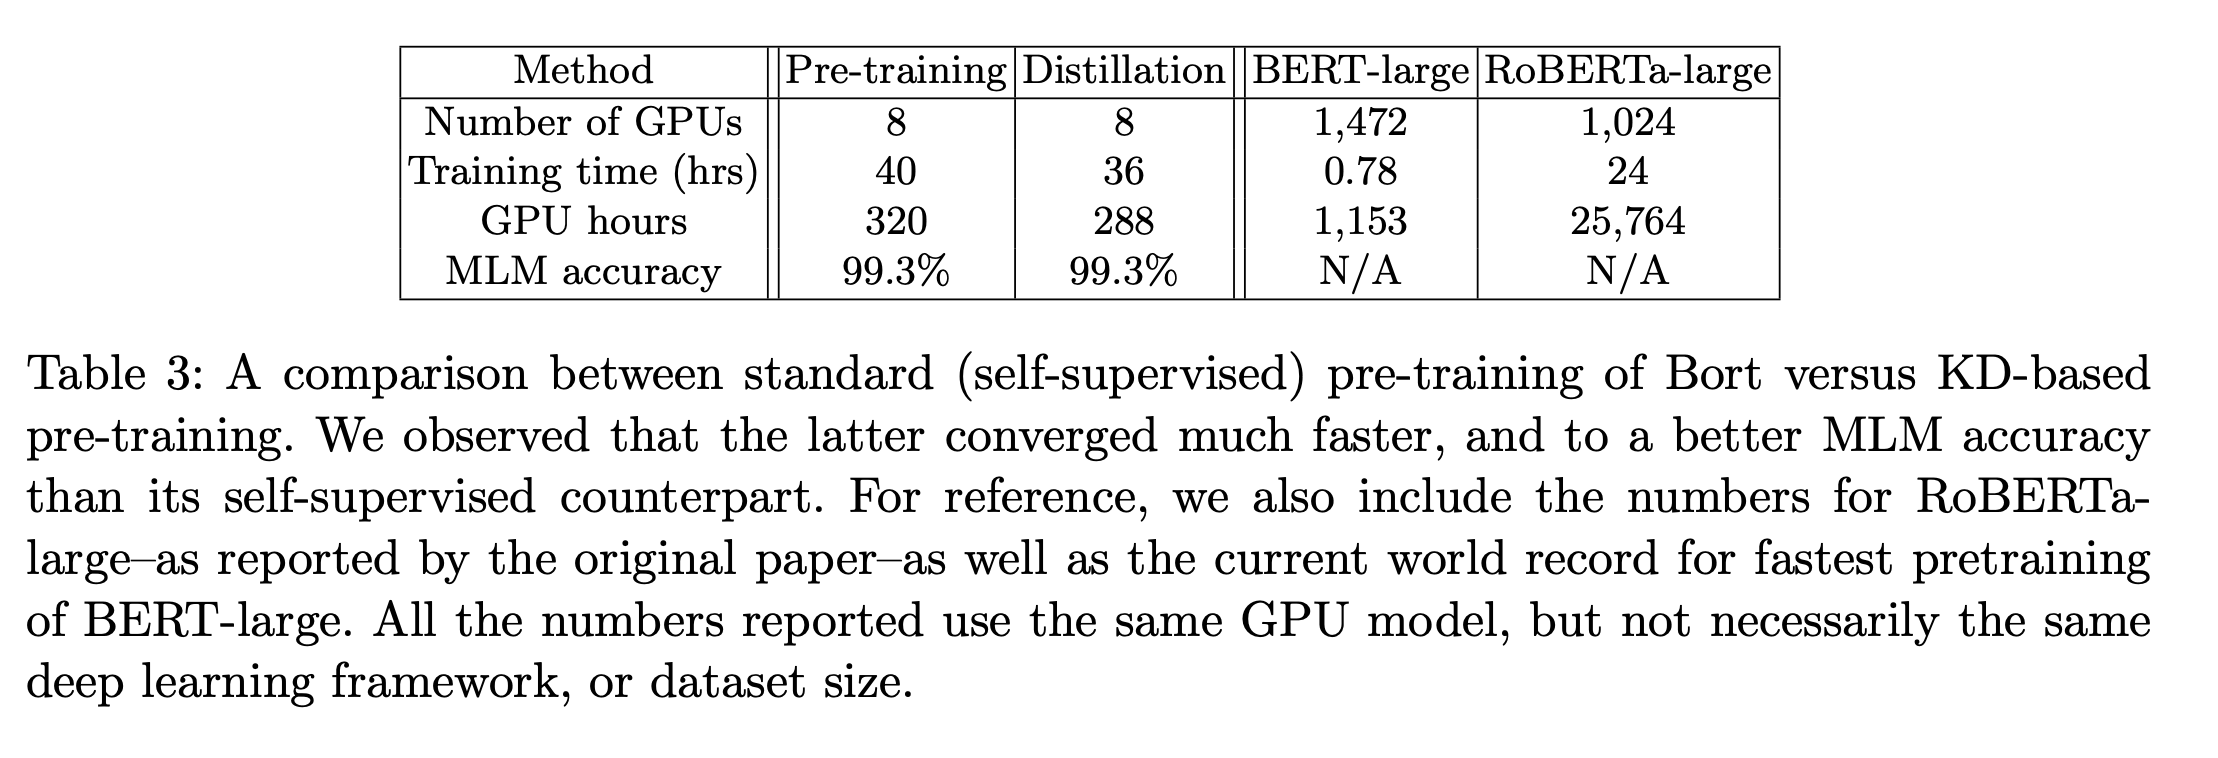 Method Pre-training Distillation BERT-large RoBERTa-large
Number of GPUs 8 8 1,472 1,024
Training time (hrs) 40 36 0.78 24
GPU hours 320 288 1,153 25,764
MLM accuracy 99.3% 99.3% N/A N/A
Table 3: A comparison between standard (self-supervised) pre-training of Bort versus KD-based
pre-training. We observed that the latter converged much faster, and to a better MLM accuracy
than its self-supervised counterpart. For reference, we also include the numbers for RoBERTa-
large–as reported by the original paper–as well as the current world record for fastest pretraining
of BERT-large. All the numbers reported use the same GPU model, but not necessarily the same
deep learning framework, or dataset size.